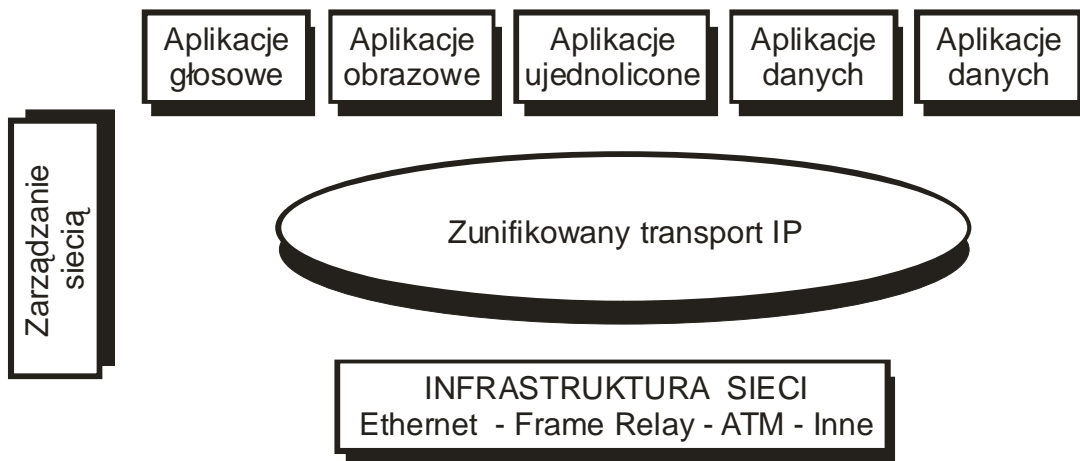 Aplikacje
głosowe
Aplikacje
obrazowe
Aplikacje
ujednolicone
Aplikacje
danych
Aplikacje
danych
Zarządzanie
siecią
Zunifikowany transport IP
INFRASTRUKTURA SIECI
Ethernet - Frame Relay - ATM - Inne